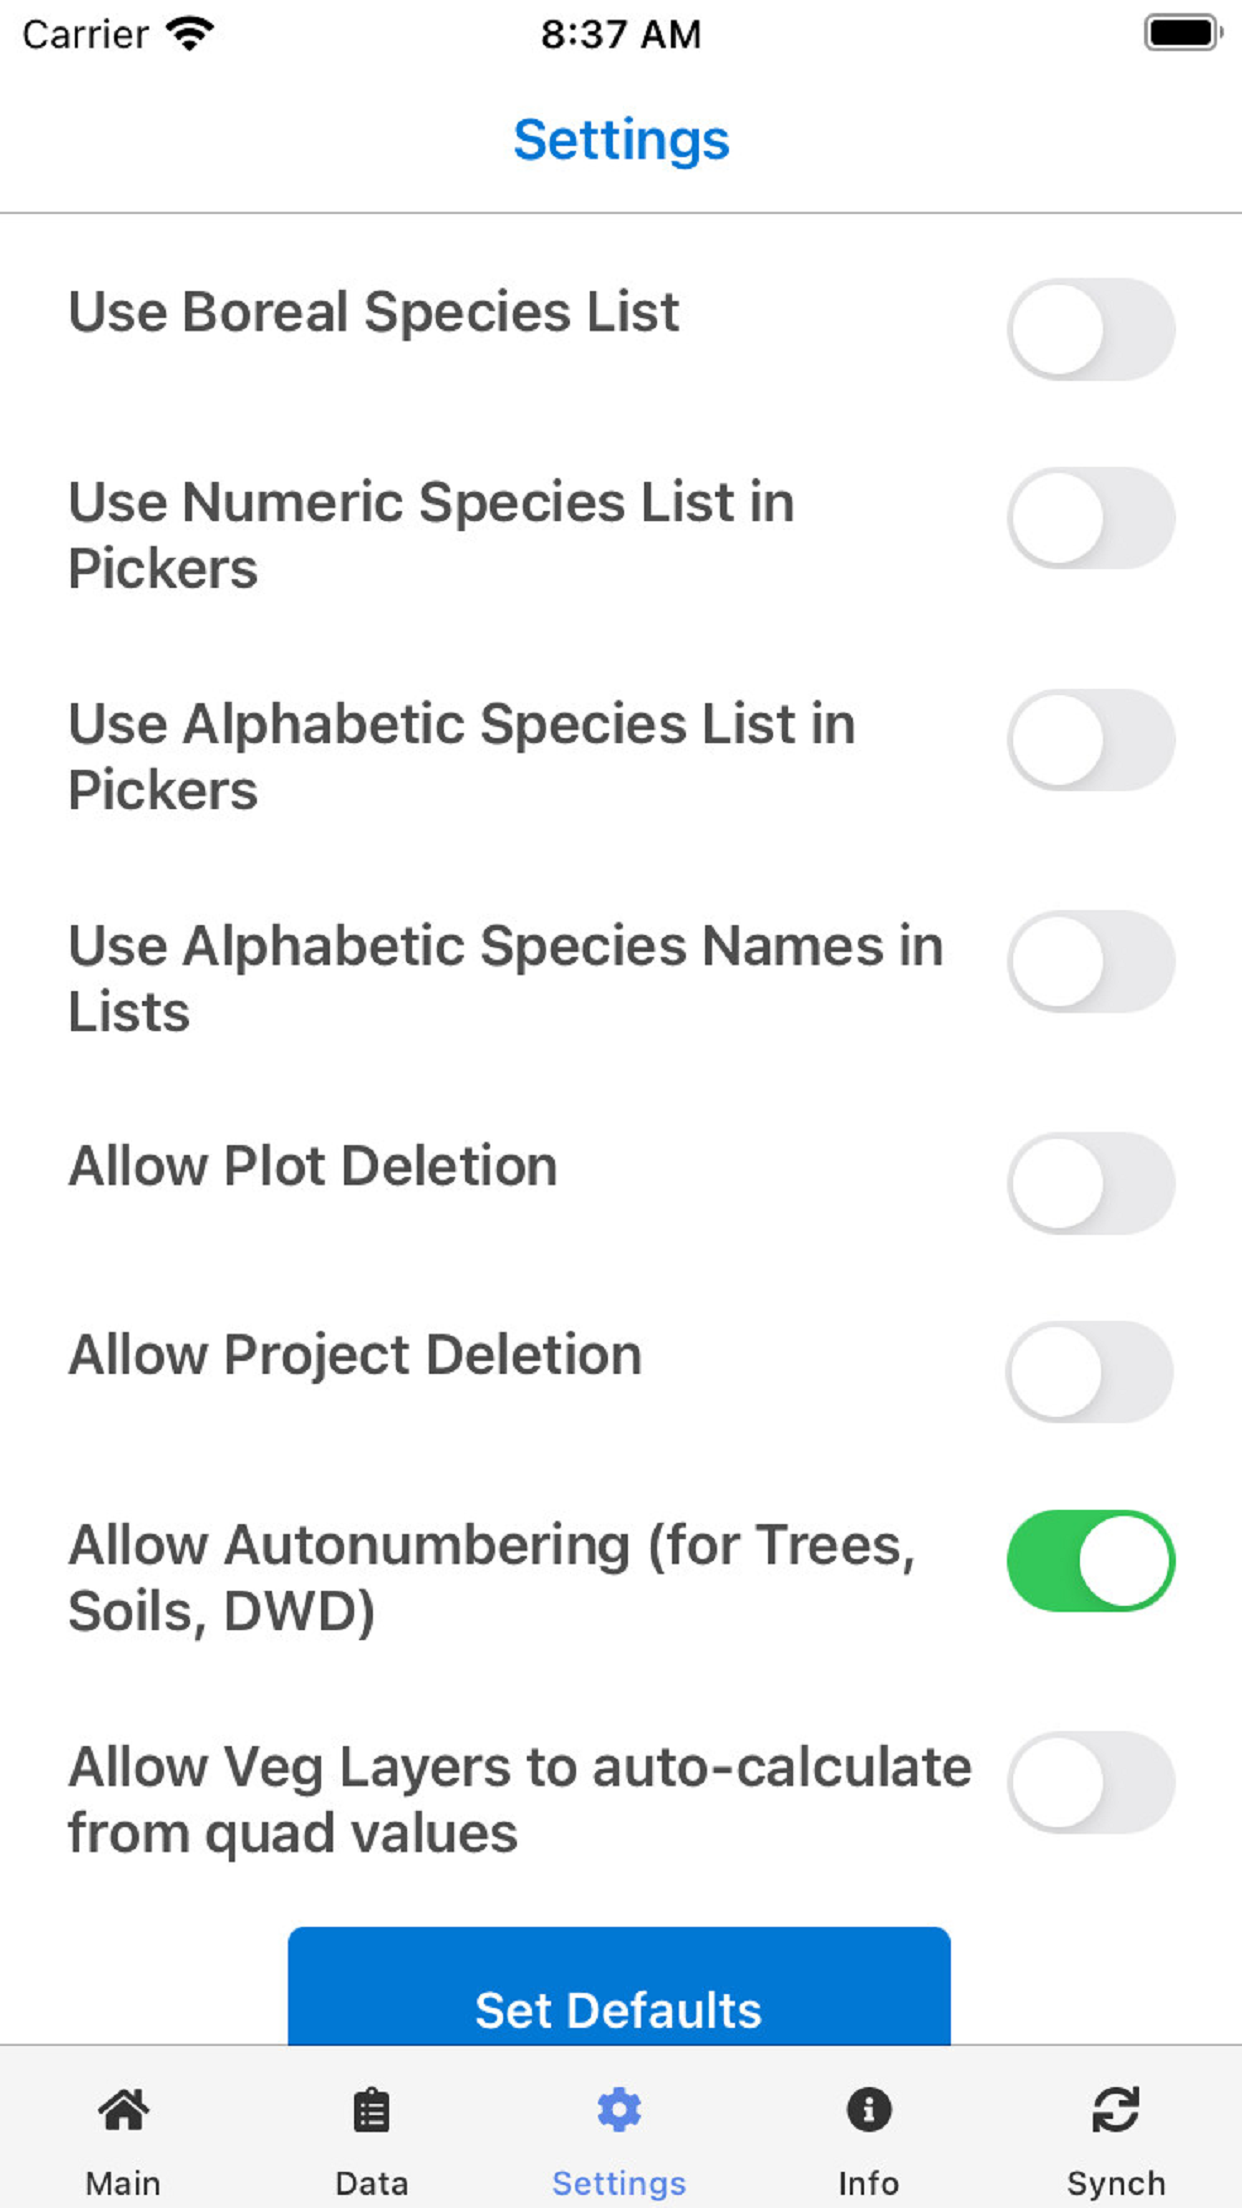 Carrier 8:37 AM
Settings
Use Boreal Species List
Use Numeric Species List in
Pickers
Use Alphabetic Species List in
Pickers
Use Alphabetic Species Names in
Lists
Allow Plot Deletion
Allow Project Deletion
Allow Autonumbering (for Trees,
Soils, DWD)
Allow Veg Layers to auto-calculate
from quad values
Set Defaults
Main Data Settings Info Synch